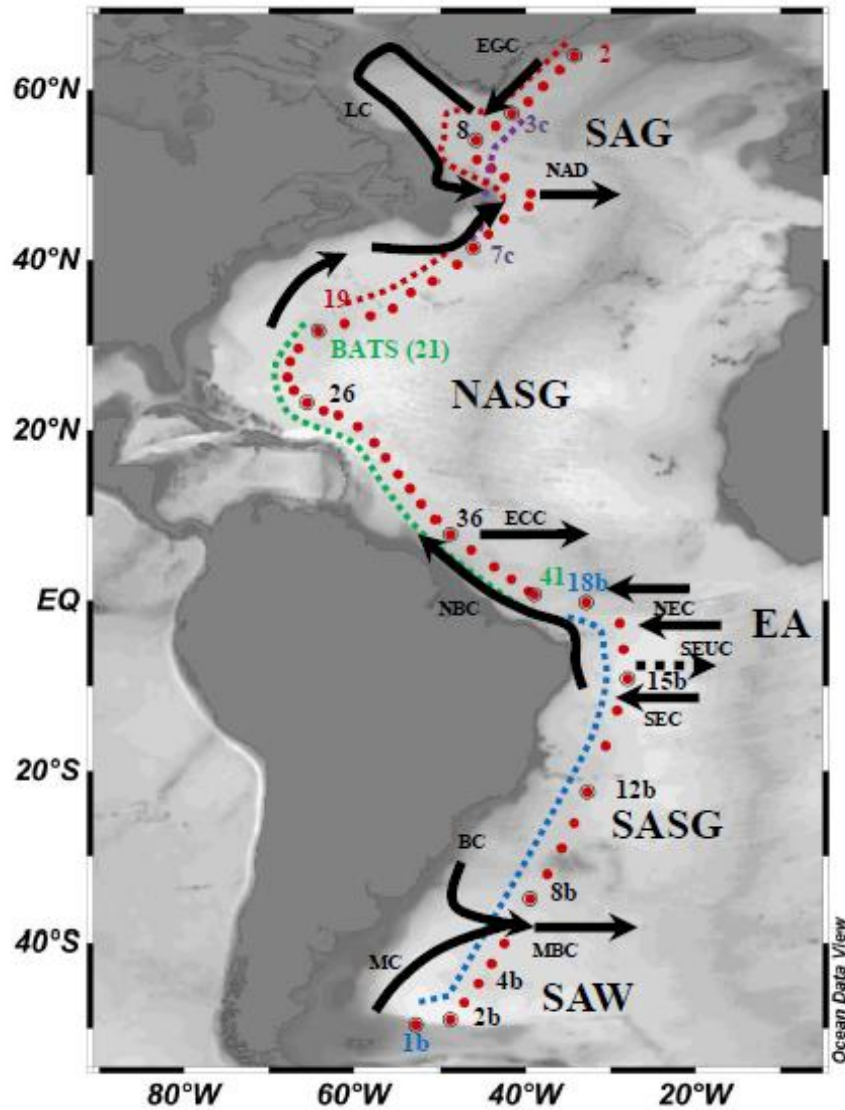 60°N
40°N
20°N
EQ
20°S
40°S
EGC
2
LC
8
3c
SAG
NAD
7c
19
BATS (21)
26
NASG
36
ECC
41
18b
NBC
NEC
EA
SEUC
15b
SEC
12b
SASG
BC
8b
MC
MBC
4b
SAW
2b
1b
80°W
60°W
40°W
20°W
Ocean Data View